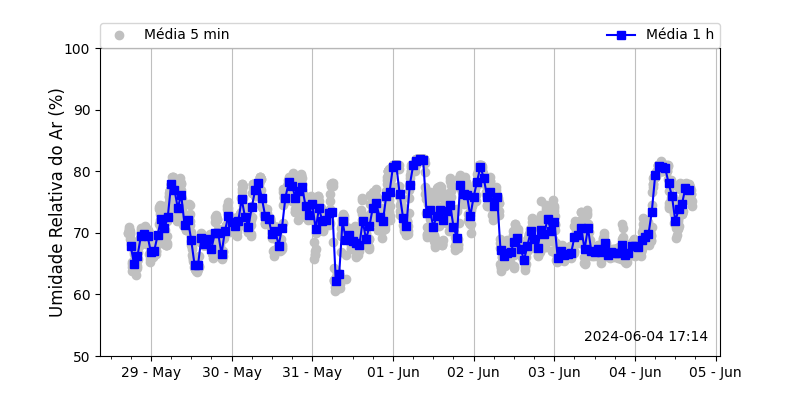 Média 5 min
Média 1 h
100
90
80
70
60
50
Umidade Relativa do Ar (%)
2024-06-04 17:14
29 - May
30 - May
31 - May
01 - Jun
02 - Jun
03 - Jun
04 - Jun
05 - Jun